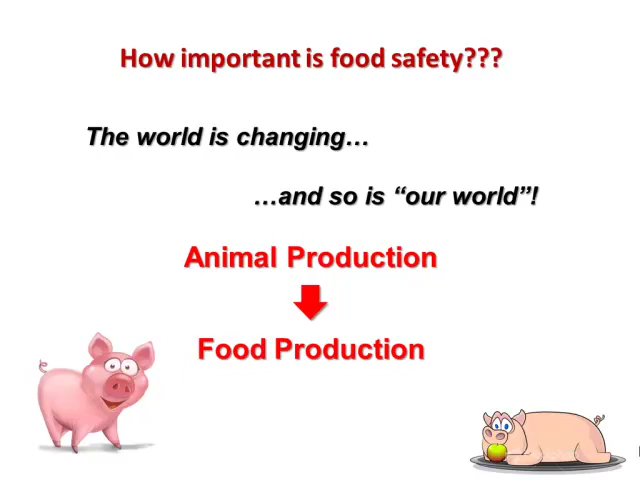 How important is food safety???
The world is changing…
…and so is “our world”!
Animal Production
Food Production